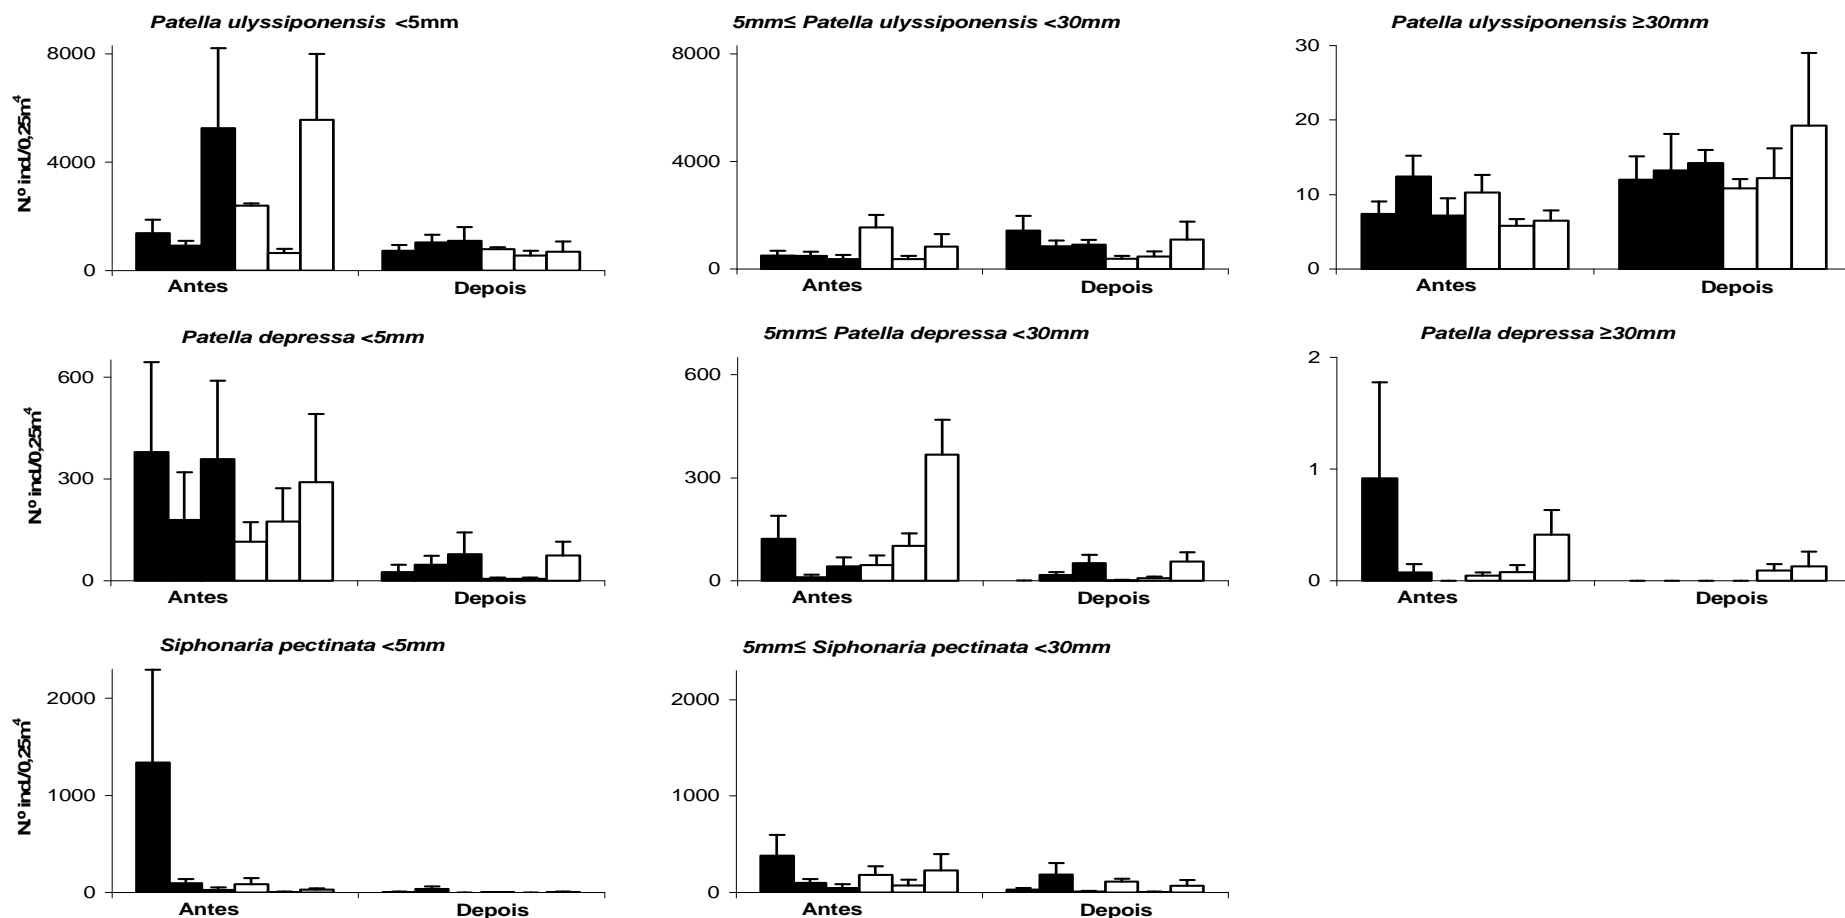 Patella ulyssiponensis <5mm
5mm≤ Patella ulyssiponensis <30mm
Patella ulyssiponensis ≥30mm
N.º ind./0,25m⁴
8000
4000
0
Antes
Depois
8000
4000
0
Antes
Depois
30
20
10
0
Antes
Depois
Patella depressa <5mm
5mm≤ Patella depressa <30mm
Patella depressa ≥30mm
N.º ind./0,25m⁴
600
300
0
Antes
Depois
600
300
0
Antes
Depois
2
1
0
Antes
Depois
Siphonaria pectinata <5mm
5mm≤ Siphonaria pectinata <30mm
N.º ind./0,25m⁴
2000
1000
0
Antes
Depois
2000
1000
0
Antes
Depois